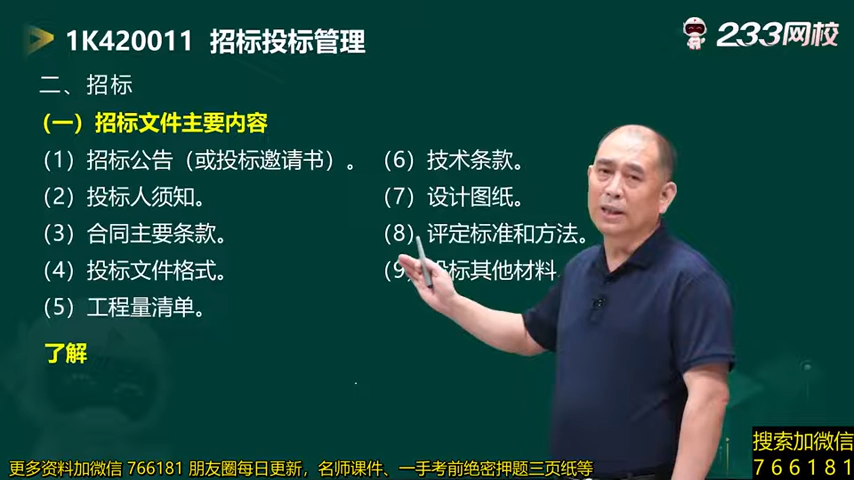 1K420011 招标投标管理
233网校
二、招标
（一）招标文件主要内容
（1）招标公告（或投标邀请书）。
（2）投标人须知。
（3）合同主要条款。
（4）投标文件格式。
（5）工程量清单。
（6）技术条款。
（7）设计图纸。
（8）评定标准和方法。
（9）投标其他材料
了解
搜索加微信
766181
更多资料加微信 766181 朋友圈每日更新，名师课件、一手考前绝密押题三页纸等